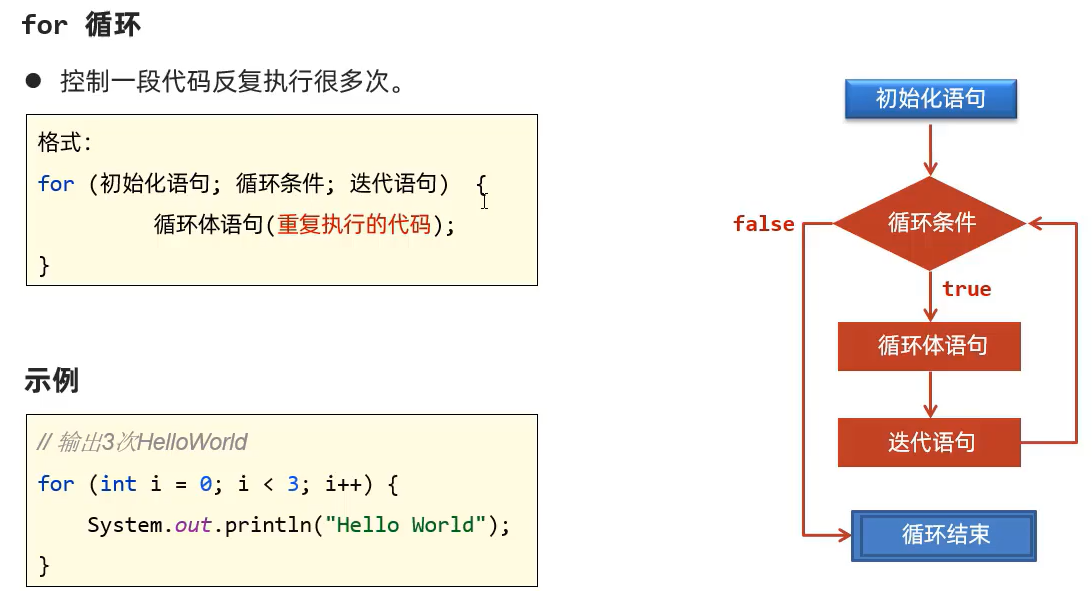 for 循环
● 控制一段代码反复执行很多次。
格式：
for (初始化语句; 循环条件; 迭代语句) {
循环体语句(重复执行的代码);
}
示例
// 输出3次HelloWorld
for (int i = 0; i < 3; i++) {
System.out.println("Hello World");
}
初始化语句
false
循环条件
true
循环体语句
迭代语句
循环结束